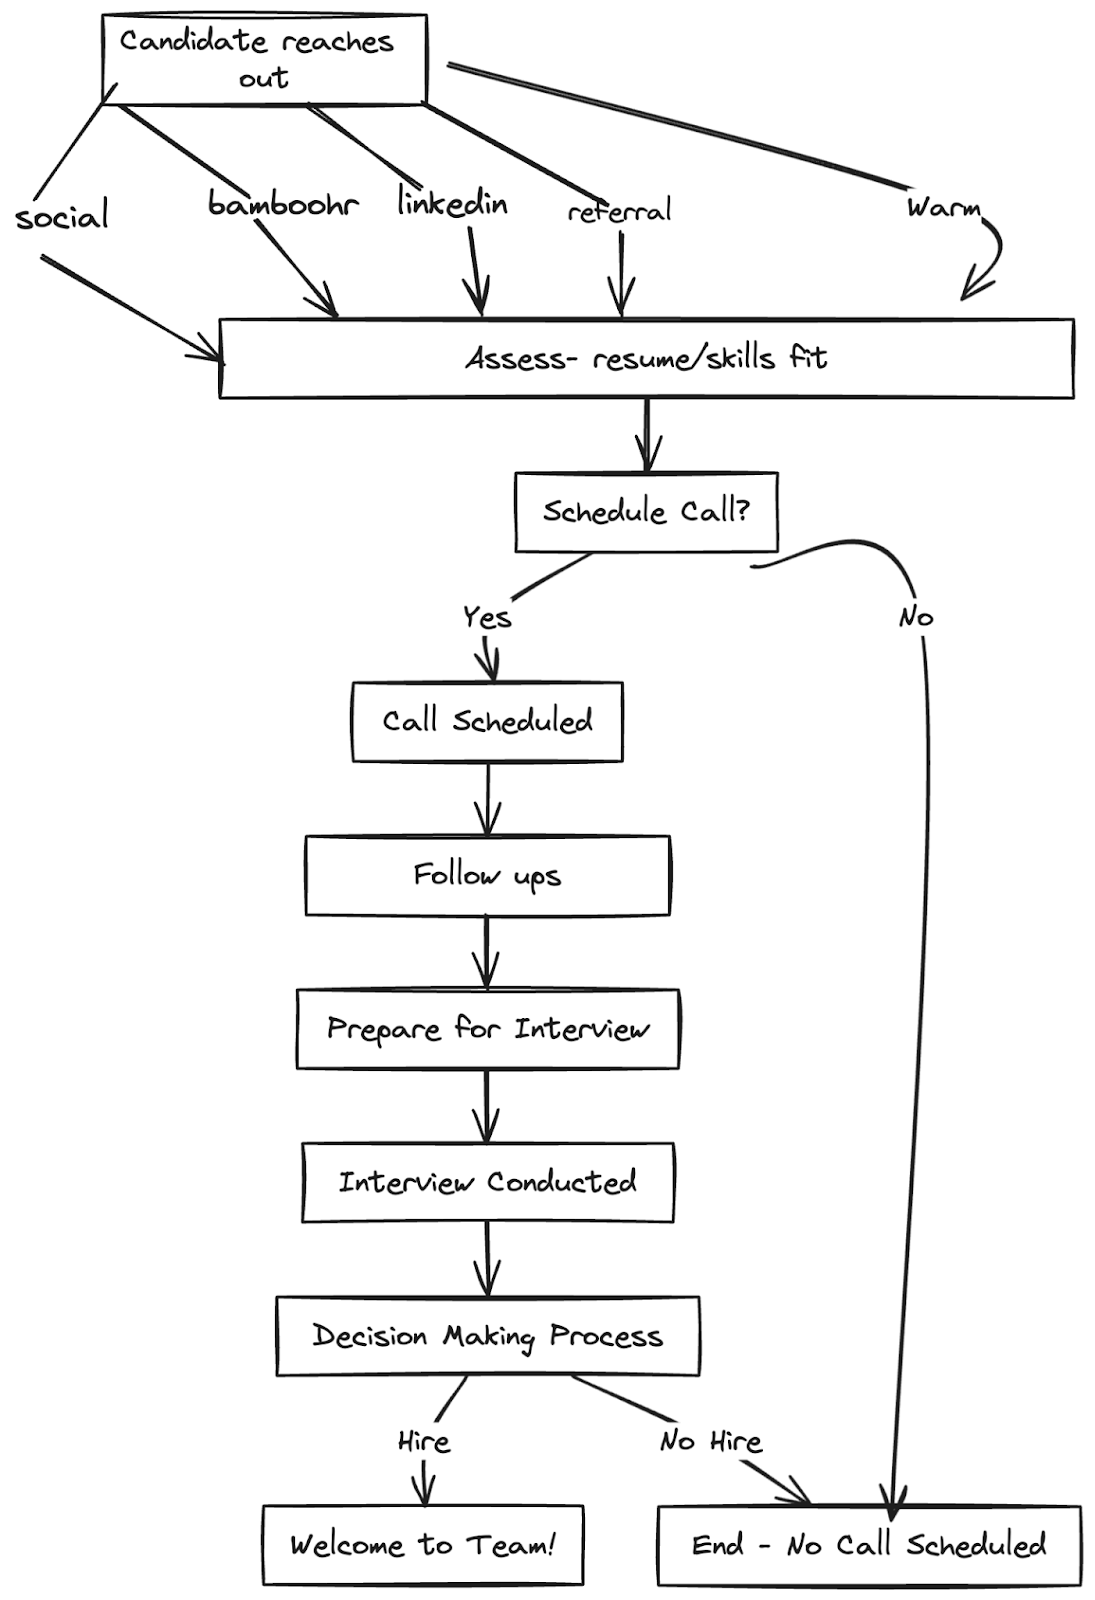 Candidate reaches
out
social
bamboohr
linkedin
referral
Warm
Assess- resume/skills fit
Schedule Call?
Yes
No
Call Scheduled
Follow ups
Prepare for Interview
Interview Conducted
Decision Making Process
Hire
No Hire
Welcome to Team!
End - No Call Scheduled